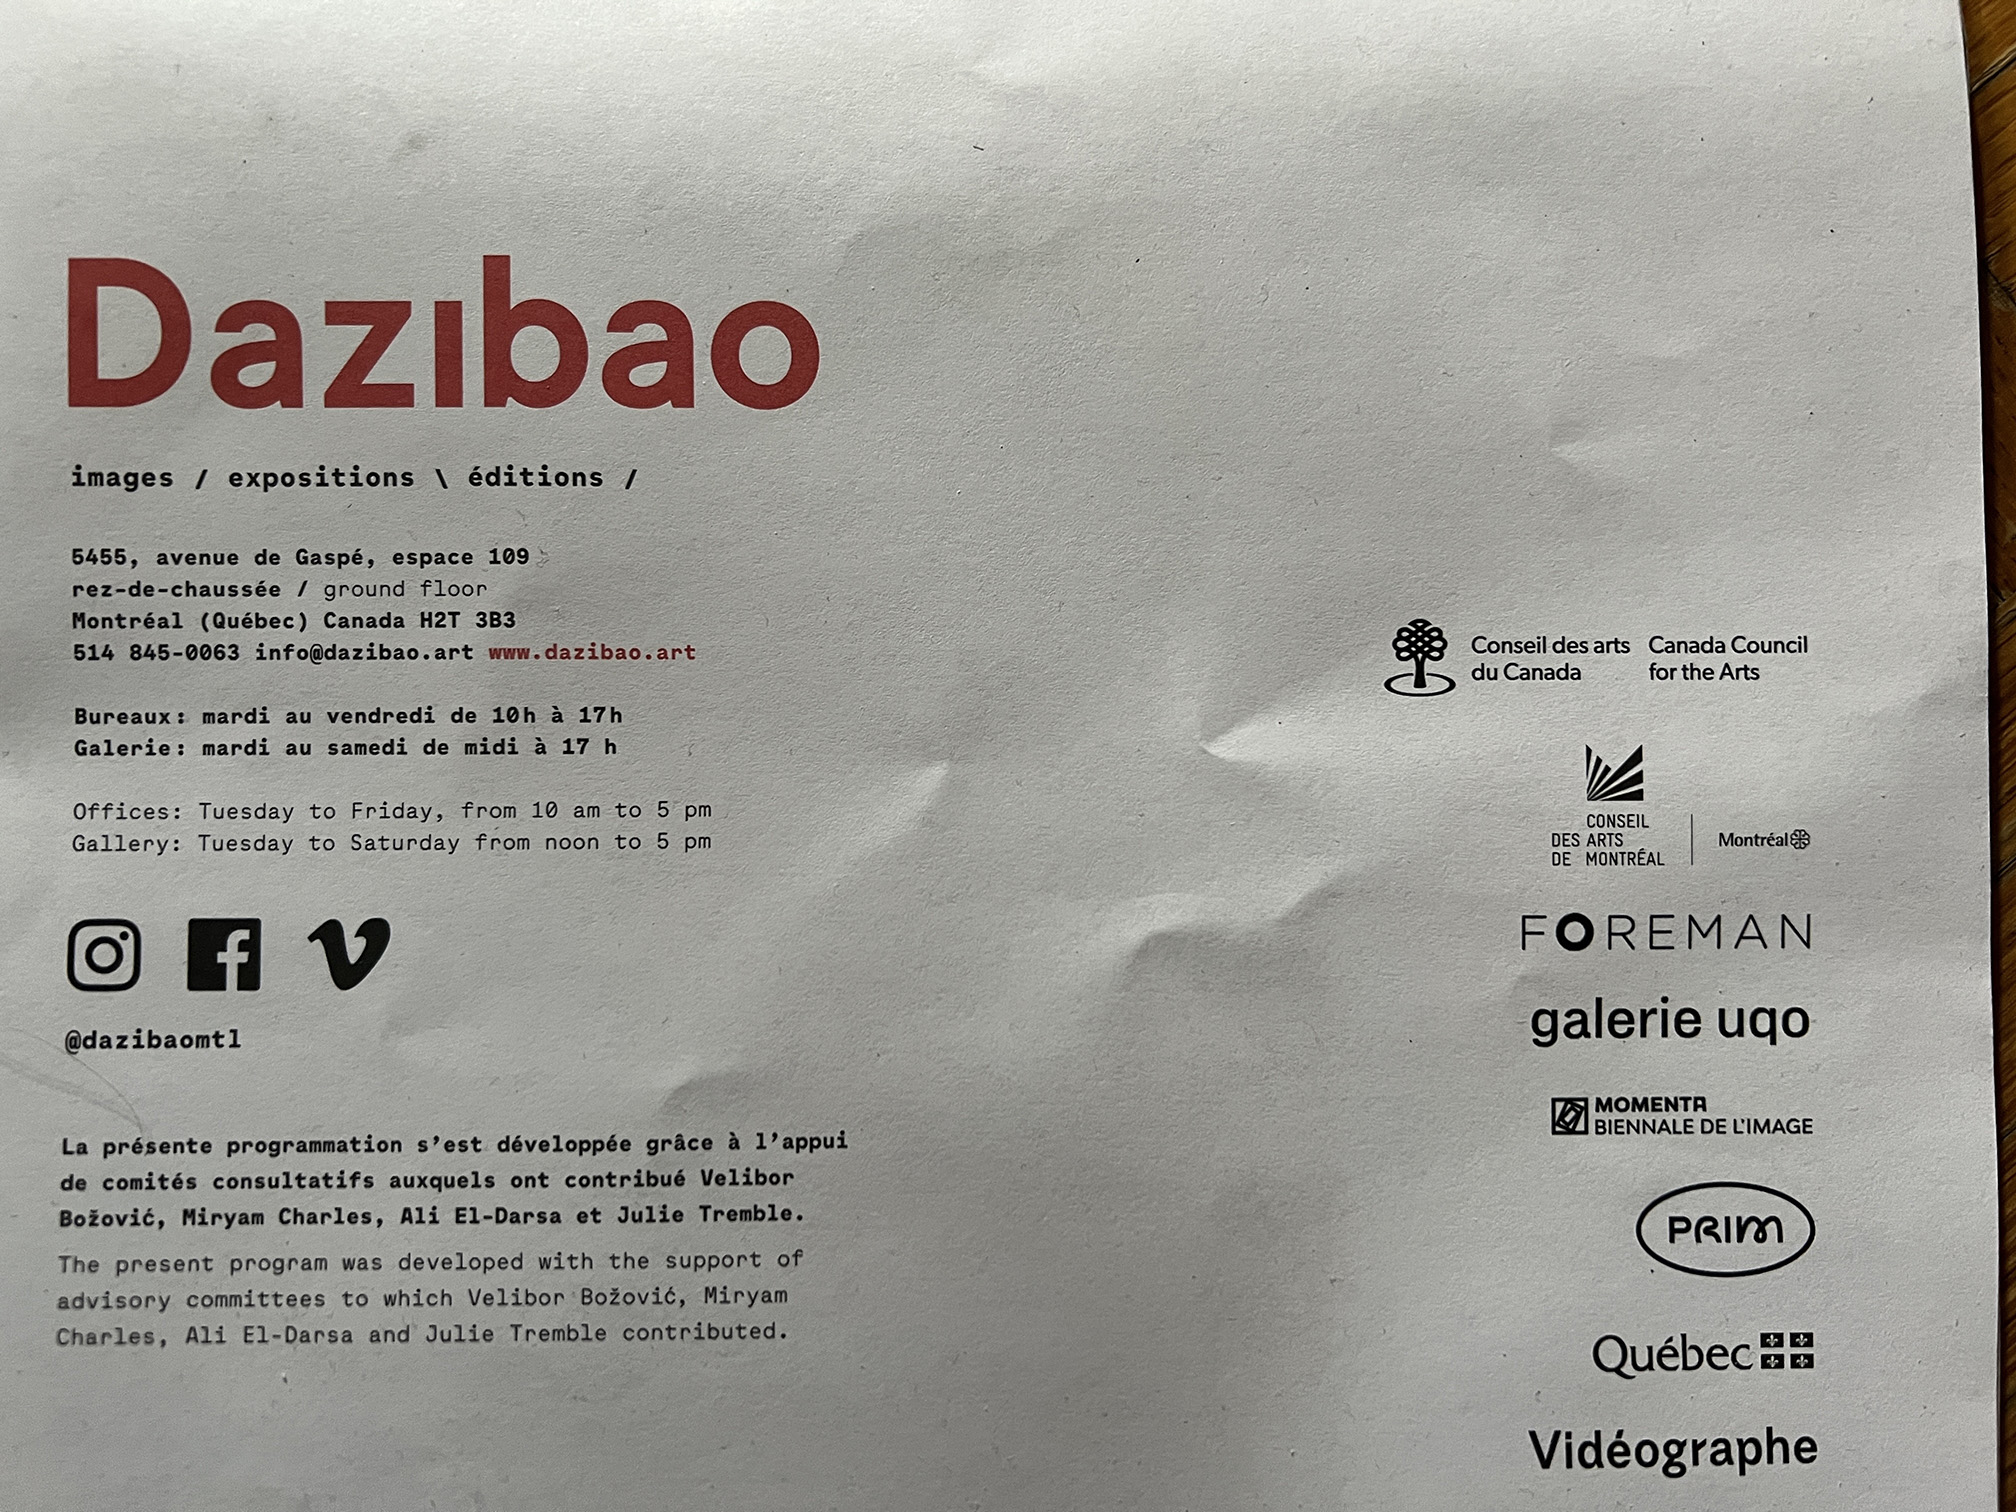 Dazıbao
images / expositions \ éditions /
5455, avenue de Gaspé, espace 109
rez-de-chaussée / ground floor
Montréal (Québec) Canada H2T 3B3
514 845-0063 info@dazibao.art www.dazibao.art
Bureaux: mardi au vendredi de 10h à 17h
Galerie: mardi au samedi de midi à 17 h
Offices: Tuesday to Friday, from 10 am to 5 pm
Gallery: Tuesday to Saturday from noon to 5 pm
@dazibaomtl
La présente programmation s’est développée grâce à l’appui
de comités consultatifs auxquels ont contribué Velibor
Božović, Miryam Charles, Ali El-Darsa et Julie Tremble.
The present program was developed with the support of
advisory committees to which Velibor Božović, Miryam
Charles, Ali El-Darsa and Julie Tremble contributed.
Conseil des arts
du Canada
Canada Council
for the Arts
CONSEIL
DES ARTS
DE MONTRÉAL
Montréal
FOREMAN
galerie uqo
MOMENTA
BIENNALE DE L'IMAGE
PRIM
Québec
Vidéographe